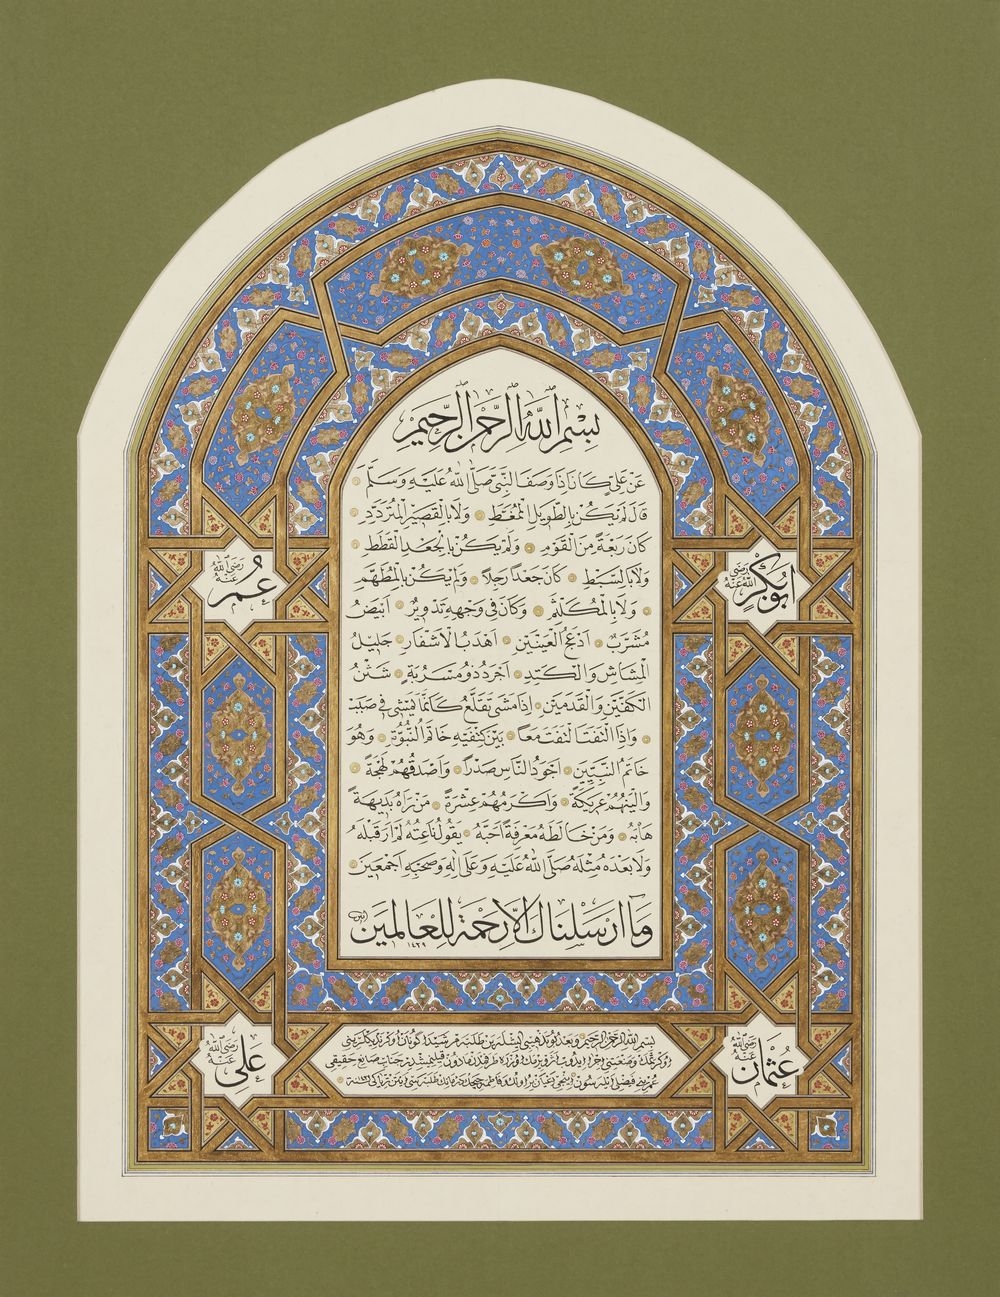 بسم الله الرحمن الرحيم
عن علي كان اذا وصف النبي صلى الله عليه وسلم
قال لم يكن بالطويل الممغط ولا بالقصير المتردد
كان ربعة من القوم ولم يكن بالجعد القطط
ولا بالسبط كان جعدا رجلا ولم يكن بالمطهم
ولا بالمكلثم وكان في وجهه تدوير ابيض
مشرب ادعج العينين اهدب الاشفار جليل
المشاش والكتد اجرد ذو مسربة شثن
الكفين والقدمين اذا مشى تقلع كانما يمشي في صبب
واذا التفت التفت معا بين كتفيه خاتم النبوة وهو
خاتم النبيين اجود الناس صدرا واصدقهم لهجة
والينهم عريكة واكرمهم عشرة من رآه بديهة
هابه ومن خالطه معرفة احبه يقول ناعته لم ار قبله
ولا بعده مثله صلى الله عليه وعلى اله وصحبه اجمعين
وما ارسلناك الا رحمة للعالمين
١٤٢٩
ابو بكر رضي الله عنه
عمر رضي الله عنه
عثمان رضي الله عنه
علي رضي الله عنه
بسم الله الرحمن الرحيم